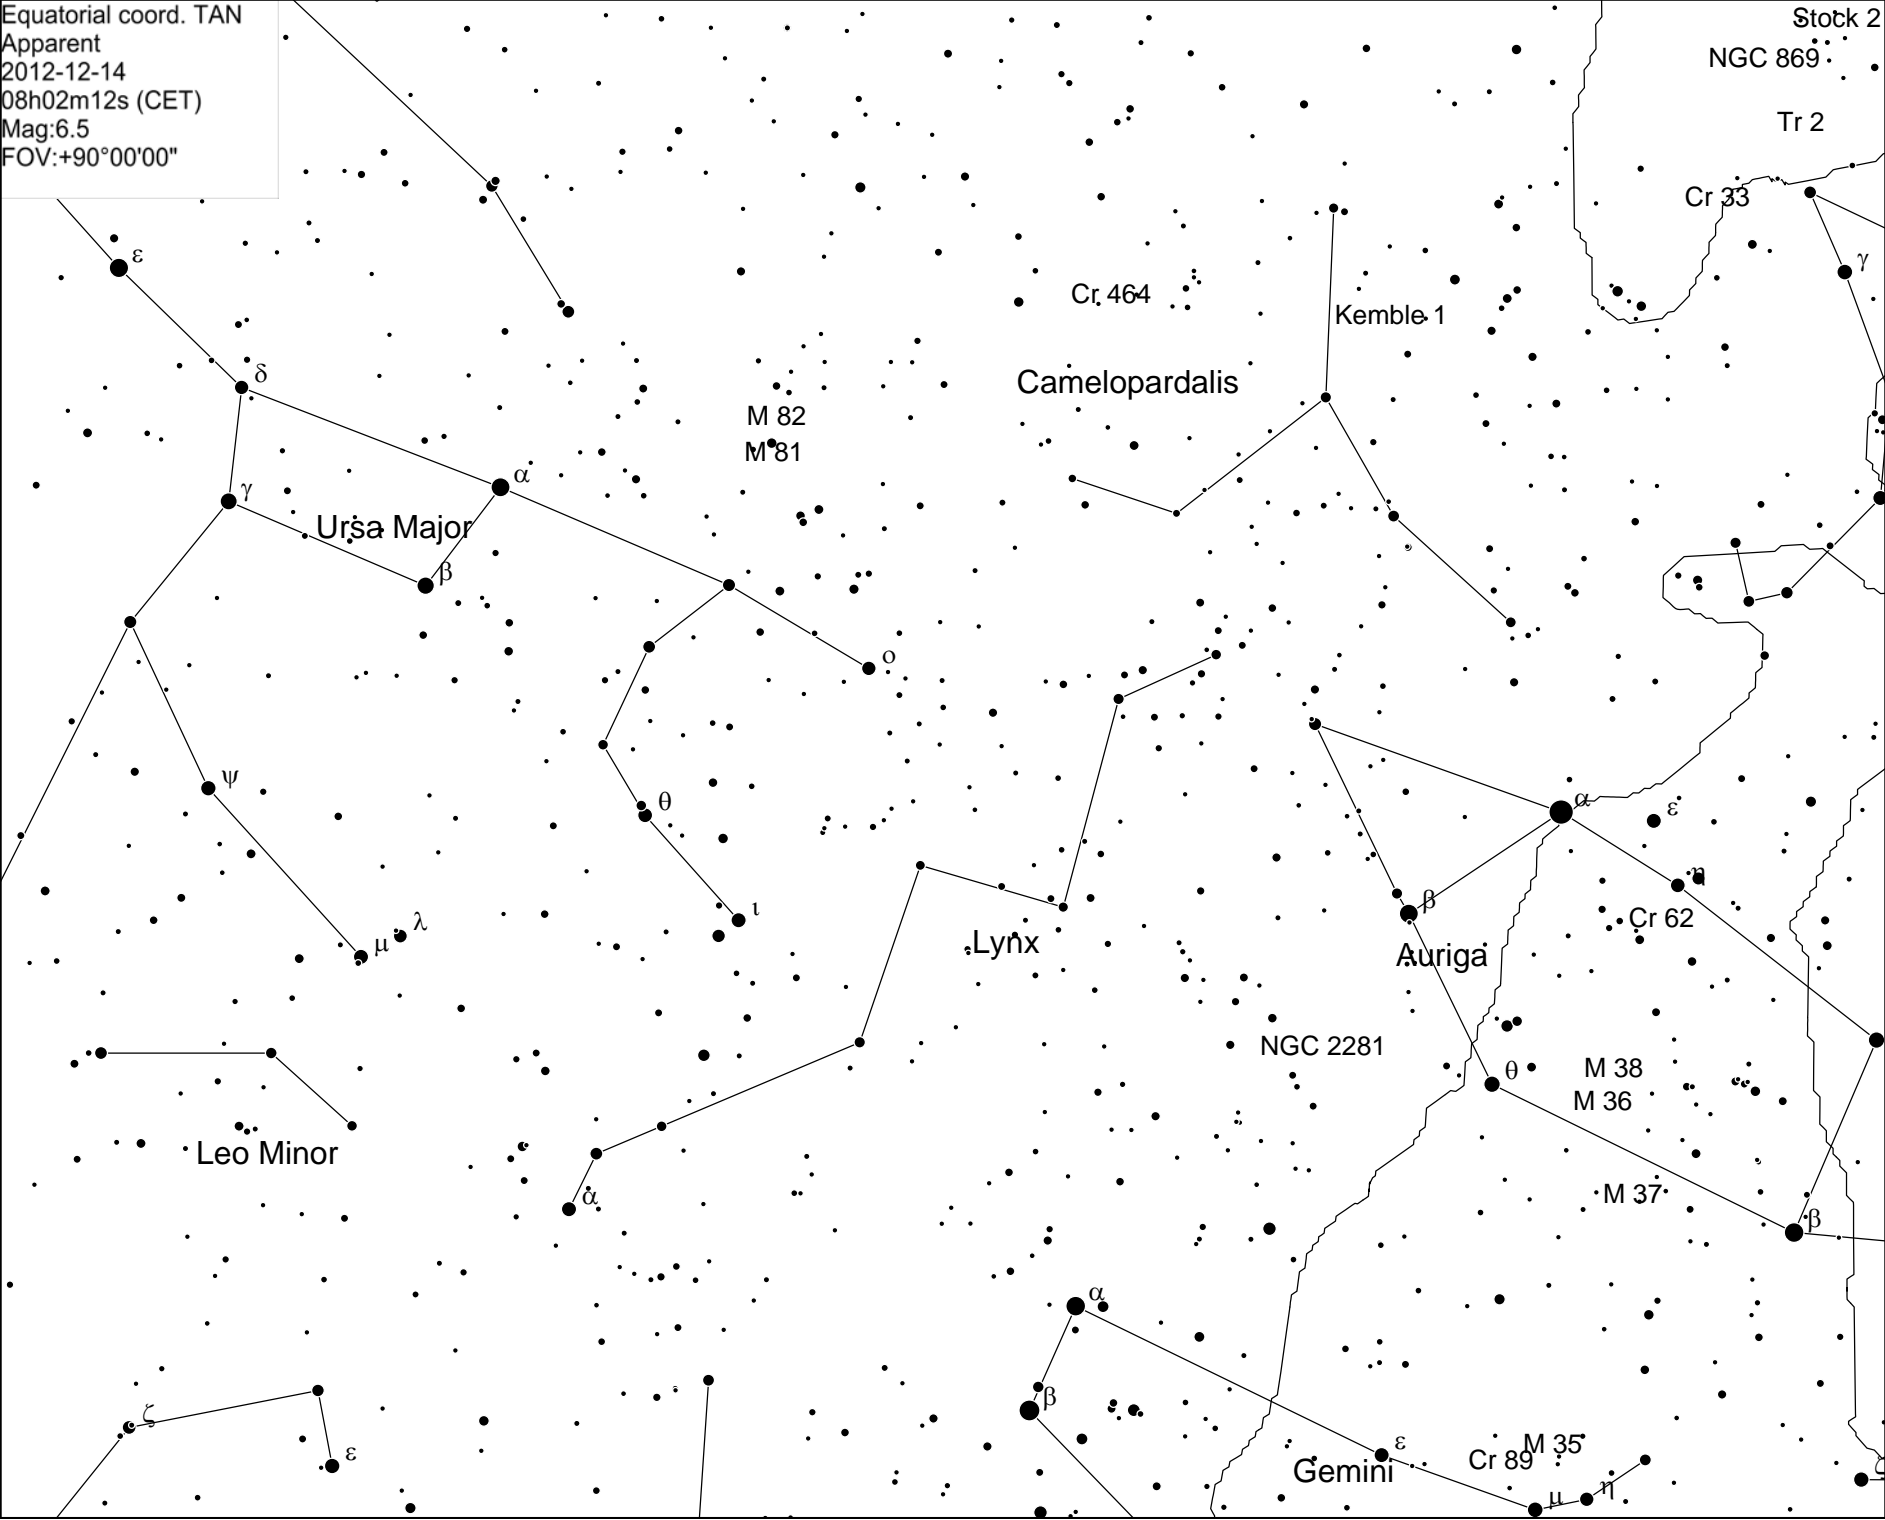 Equatorial coord. TAN
Apparent
2012-12-14
08h02m12s (CET)
Mag:6.5
FOV:+90°00'00"
Stock 2
NGC 869
Tr 2
Cr 33
γ
ε
Cr 464
Kemble 1
δ
Camelopardalis
M 82
M 81
α
γ
Ursa Major
β
ο
ψ
θ
α
ε
η
β
Cr 62
ι
λ
μ
Lynx
Auriga
NGC 2281
θ
M 38
M 36
Leo Minor
α
M 37
β
α
β
ζ
ε
ε
Gemini
Cr 89
M 35
μ
η
ζ